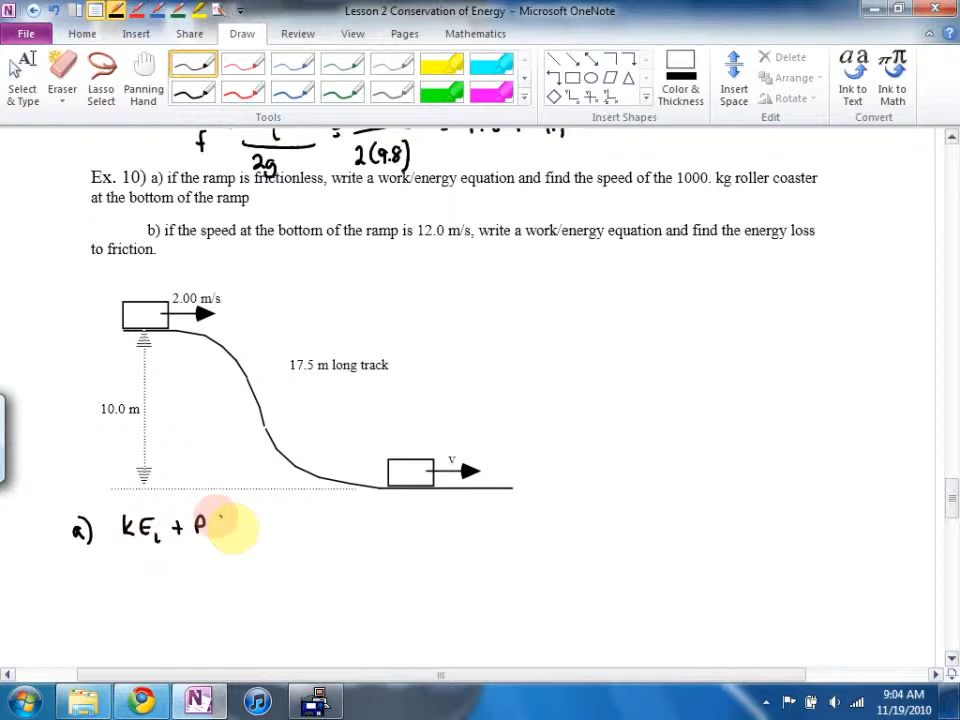 Lesson 2 Conservation of Energy - Microsoft OneNote
File Home Insert Share Draw Review View Pages Mathematics
Select & Type
Eraser
Lasso Select
Panning Hand
Color & Thickness
Insert Space
Delete
Arrange
Rotate
Ink to Text
Ink to Math
Tools
Insert Shapes
Edit
Convert
f
2g
2(9.8)
Ex. 10) a) if the ramp is frictionless, write a work/energy equation and find the speed of the 1000. kg roller coaster
at the bottom of the ramp
b) if the speed at the bottom of the ramp is 12.0 m/s, write a work/energy equation and find the energy loss
to friction.
2.00 m/s
17.5 m long track
10.0 m
v
a) KEi + P
9:04 AM
11/19/2010